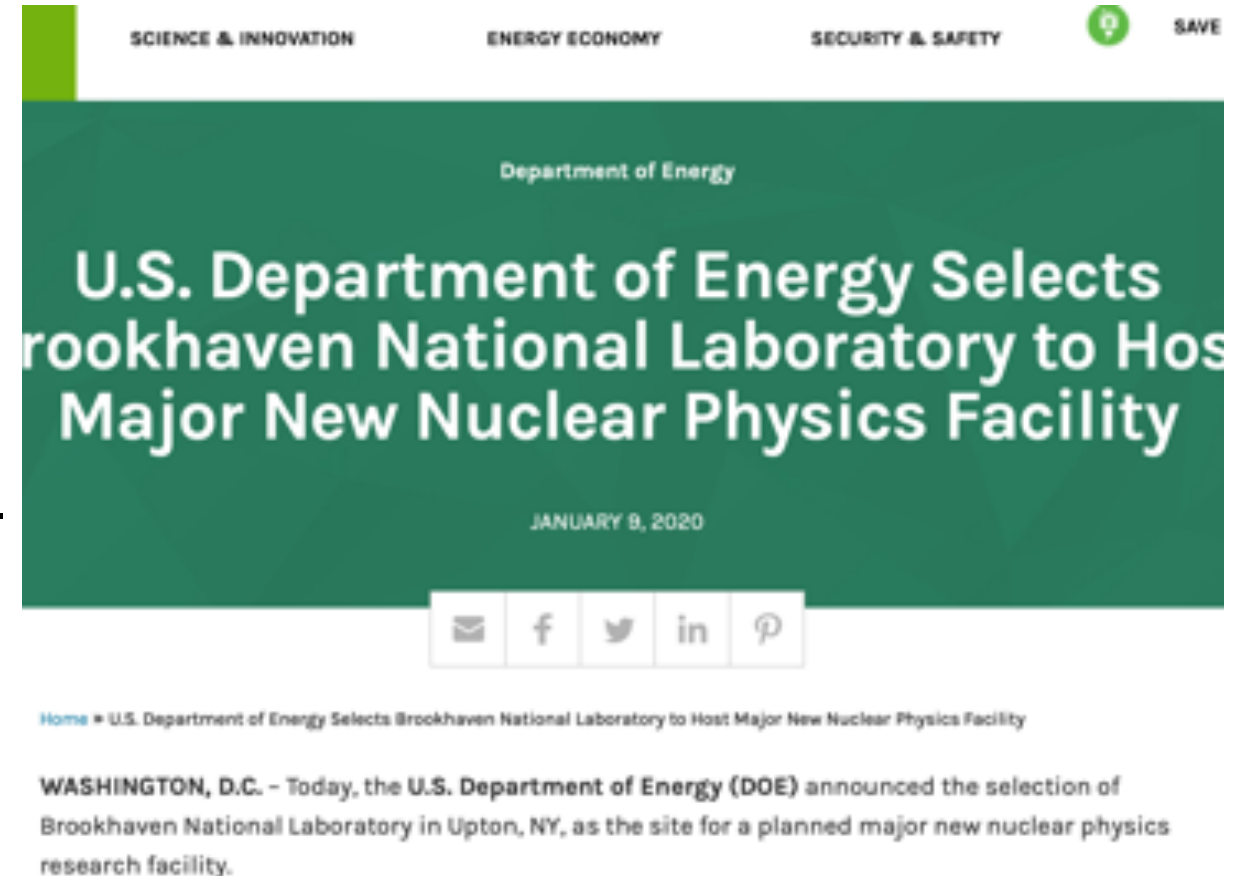 SCIENCE & INNOVATION ENERGY ECONOMY SECURITY & SAFETY SAVE
Department of Energy
U.S. Department of Energy Selects
rookhaven National Laboratory to Hos
Major New Nuclear Physics Facility
JANUARY 9, 2020
Home » U.S. Department of Energy Selects Brookhaven National Laboratory to Host Major New Nuclear Physics Facility
WASHINGTON, D.C. – Today, the U.S. Department of Energy (DOE) announced the selection of
Brookhaven National Laboratory in Upton, NY, as the site for a planned major new nuclear physics
research facility.